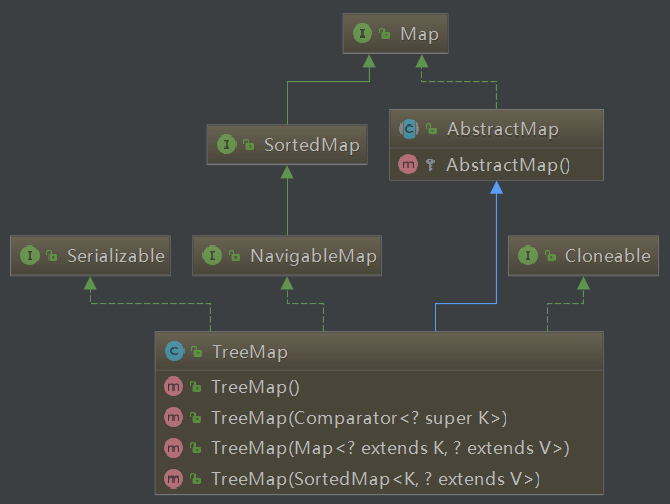 I Map
I SortedMap
C AbstractMap
m AbstractMap()
I Serializable
I NavigableMap
I Cloneable
C TreeMap
m TreeMap()
m TreeMap(Comparator<? super K>)
m TreeMap(Map<? extends K, ? extends V>)
m TreeMap(SortedMap<K, ? extends V>)